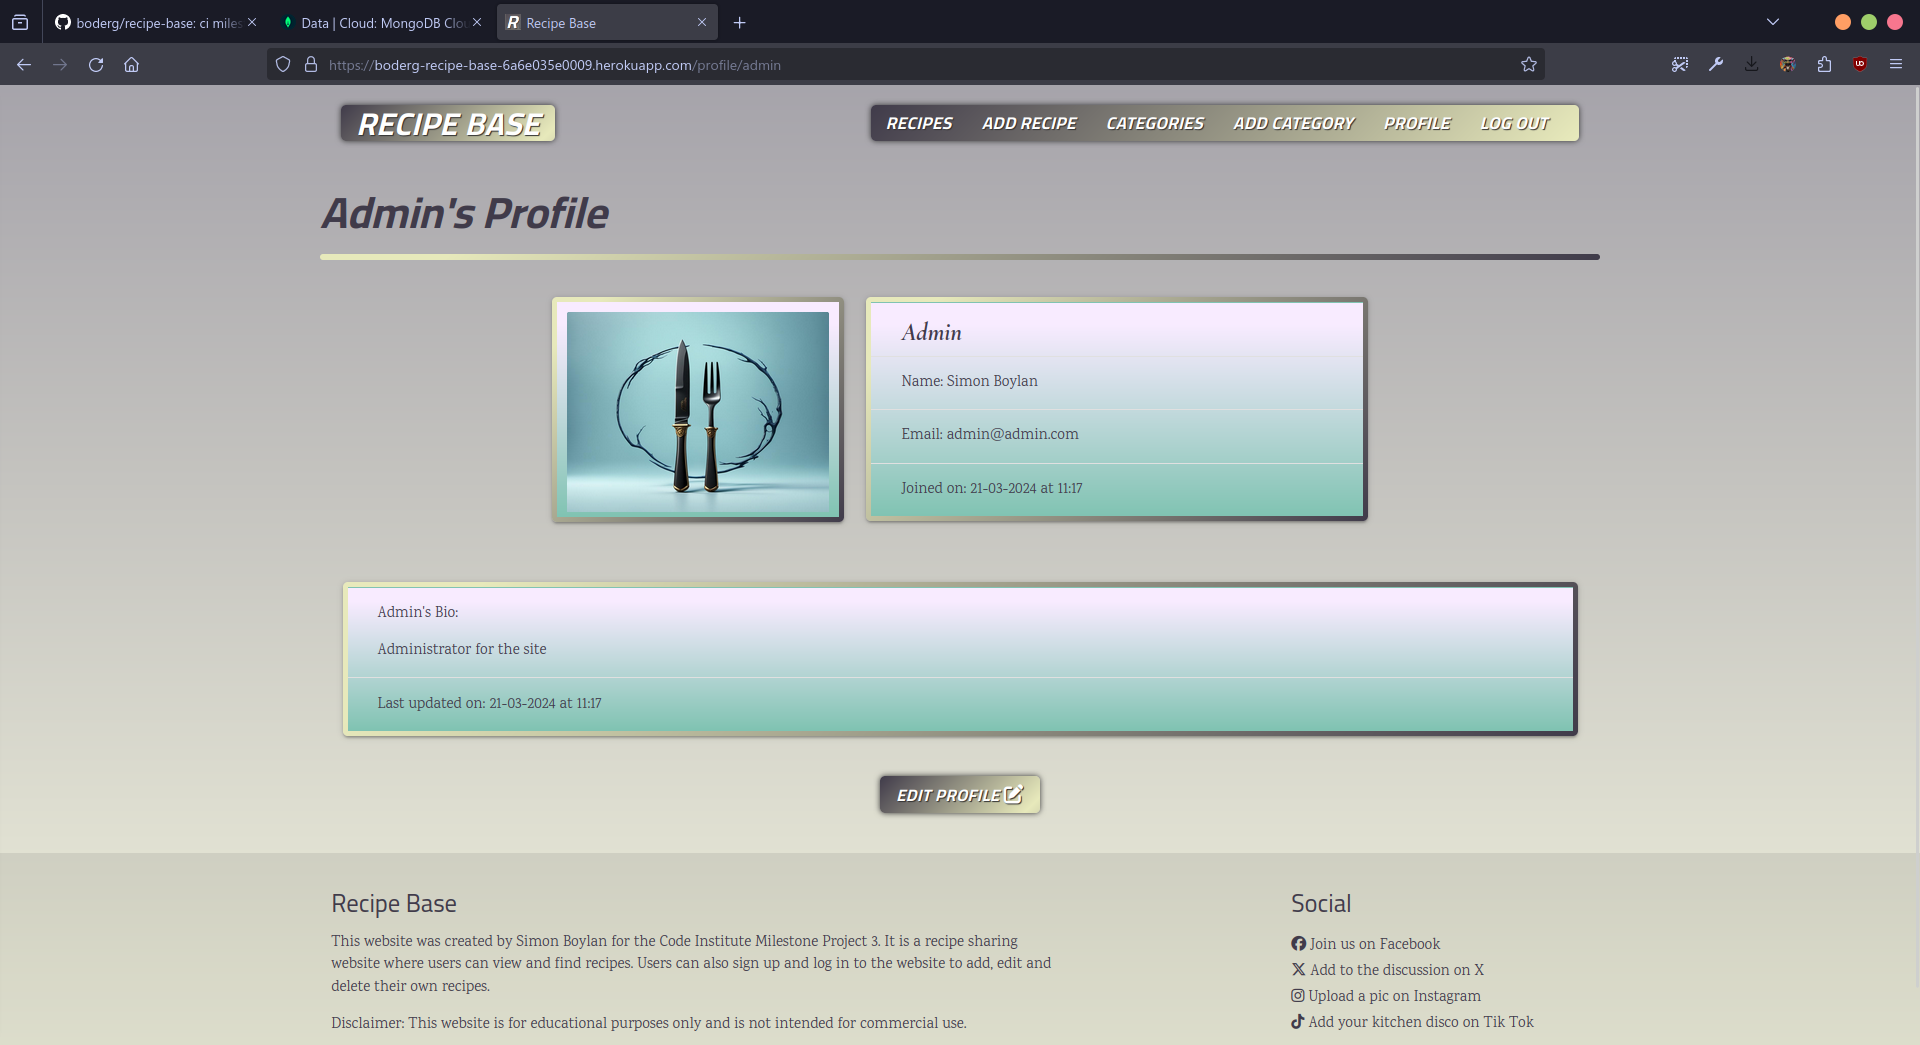 boderg/recipe-base: ci miles
Data | Cloud: MongoDB Clo
Recipe Base
https://boderg-recipe-base-6a6e035e0009.herokuapp.com/profile/admin
RECIPE BASE
RECIPES ADD RECIPE CATEGORIES ADD CATEGORY PROFILE LOG OUT
Admin's Profile
Admin
Name: Simon Boylan
Email: admin@admin.com
Joined on: 21-03-2024 at 11:17
Admin's Bio:
Administrator for the site
Last updated on: 21-03-2024 at 11:17
EDIT PROFILE
Recipe Base
This website was created by Simon Boylan for the Code Institute Milestone Project 3. It is a recipe sharing
website where users can view and find recipes. Users can also sign up and log in to the website to add, edit and
delete their own recipes.
Disclaimer: This website is for educational purposes only and is not intended for commercial use.
Social
Join us on Facebook
Add to the discussion on X
Upload a pic on Instagram
Add your kitchen disco on Tik Tok